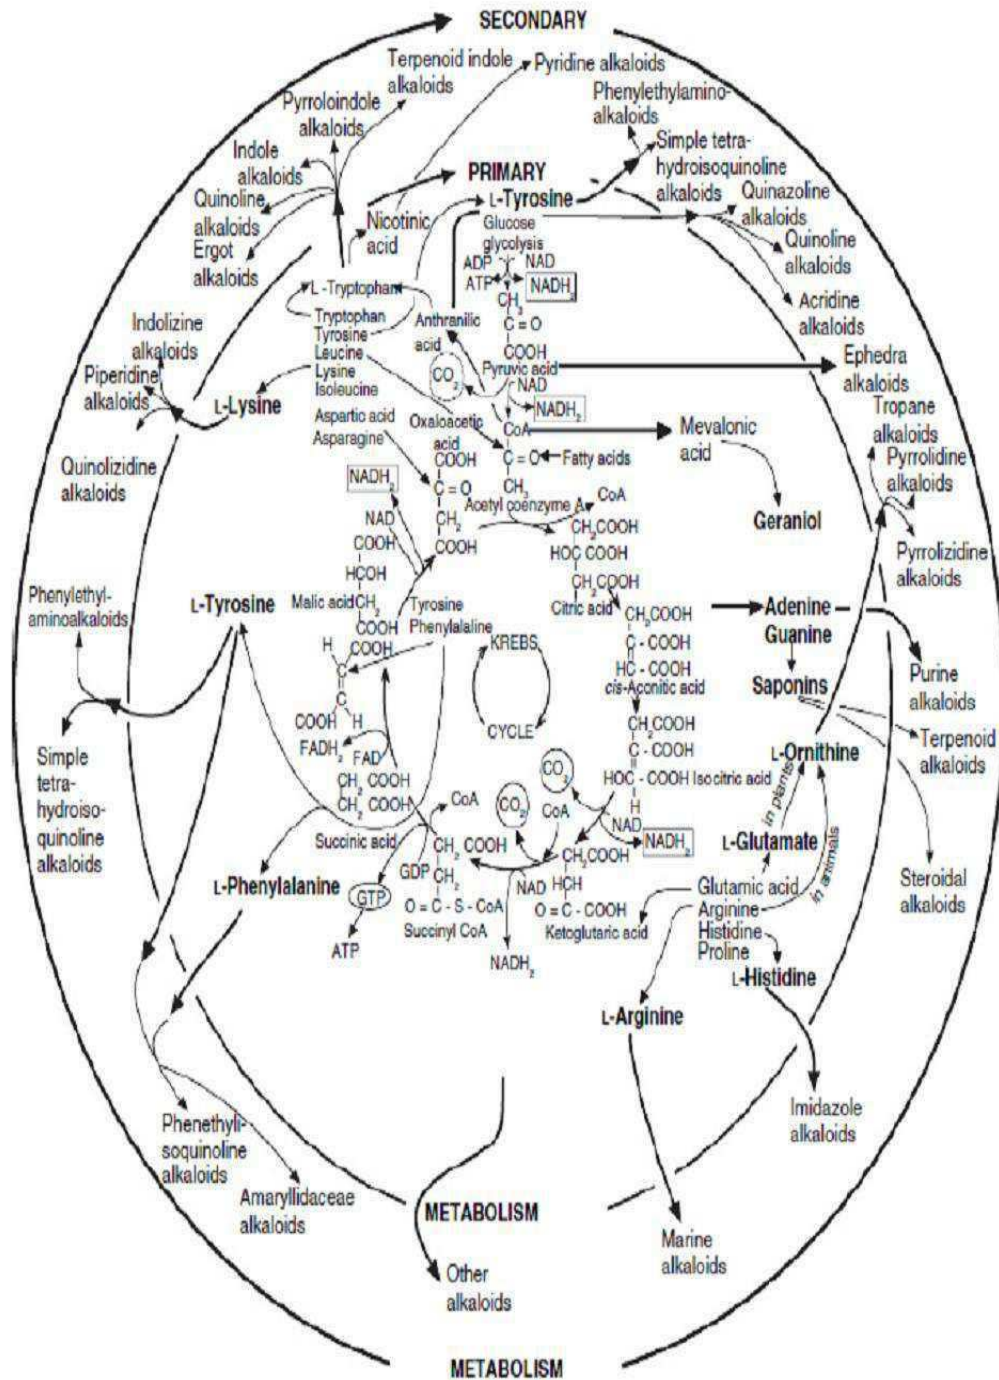 SECONDARY
Terpenoid indole
alkaloids
Pyridine alkaloids
Pyrroloindole
alkaloids
Phenylethylamino-
alkaloids
Indole
alkaloids
Simple tetra-
hydroisoquinoline
alkaloids
PRIMARY
L-Tyrosine
Quinoline
alkaloids
Nicotinic
acid
Quinazoline
alkaloids
Ergot
alkaloids
Glucose
glycolysis
Quinoline
alkaloids
ADP
NAD
ATP
NADH2
L-Tryptophan
Acridine
alkaloids
CH3
C = O
COOH
Pyruvic acid
Tryptophan
Tyrosine
Leucine
Lysine
Isoleucine
Anthranilic
acid
CO2
Indolizine
alkaloids
Piperidine
alkaloids
L-Lysine
Quinolizidine
alkaloids
Ephedra
alkaloids
NAD
NADH2
Aspartic acid
Asparagine
Oxaloacetic
acid
COOH
C = O
CH2
COOH
CoA
C = O
CH3
Fatty acids
Acetyl coenzyme A
CoA
Mevalonic
acid
Geraniol
Tropane
alkaloids
Pyrrolidine
alkaloids
Pyrrolizidine
alkaloids
NADH2
NAD
COOH
HCOH
CH2
COOH
Malic acid
CH2COOH
HOC COOH
CH2COOH
Citric acid
Phenylethyl-
aminoalkaloids
L-Tyrosine
Tyrosine
Phenylalaline
COOH
H
C
C
COOH H
KREBS
CYCLE
CH2COOH
C - COOH
HC - COOH
cis-Aconitic acid
Adenine
Guanine
Saponins
Purine
alkaloids
Terpenoid
alkaloids
FADH2
FAD
Simple
tetra-
hydroiso-
quinoline
alkaloids
CH2COOH
C - COOH
HOC - COOH
H
Isocitric acid
L-Ornithine
in plants
in animals
CH2COOH
CH2COOH
Succinic acid
CoA
CO2
CO2
CoA
NAD
NADH2
L-Glutamate
Steroidal
alkaloids
L-Phenylalanine
GTP
GDP
ATP
COOH
CH2
CH2
O = C - S - CoA
Succinyl CoA
NAD
NADH2
CH2COOH
HCH
O = C - COOH
Ketoglutaric acid
Glutamic acid
Arginine
Histidine
Proline
L-Histidine
L-Arginine
Imidazole
alkaloids
Phenethyli-
soquinoline
alkaloids
Amaryllidaceae
alkaloids
METABOLISM
Marine
alkaloids
Other
alkaloids
METABOLISM